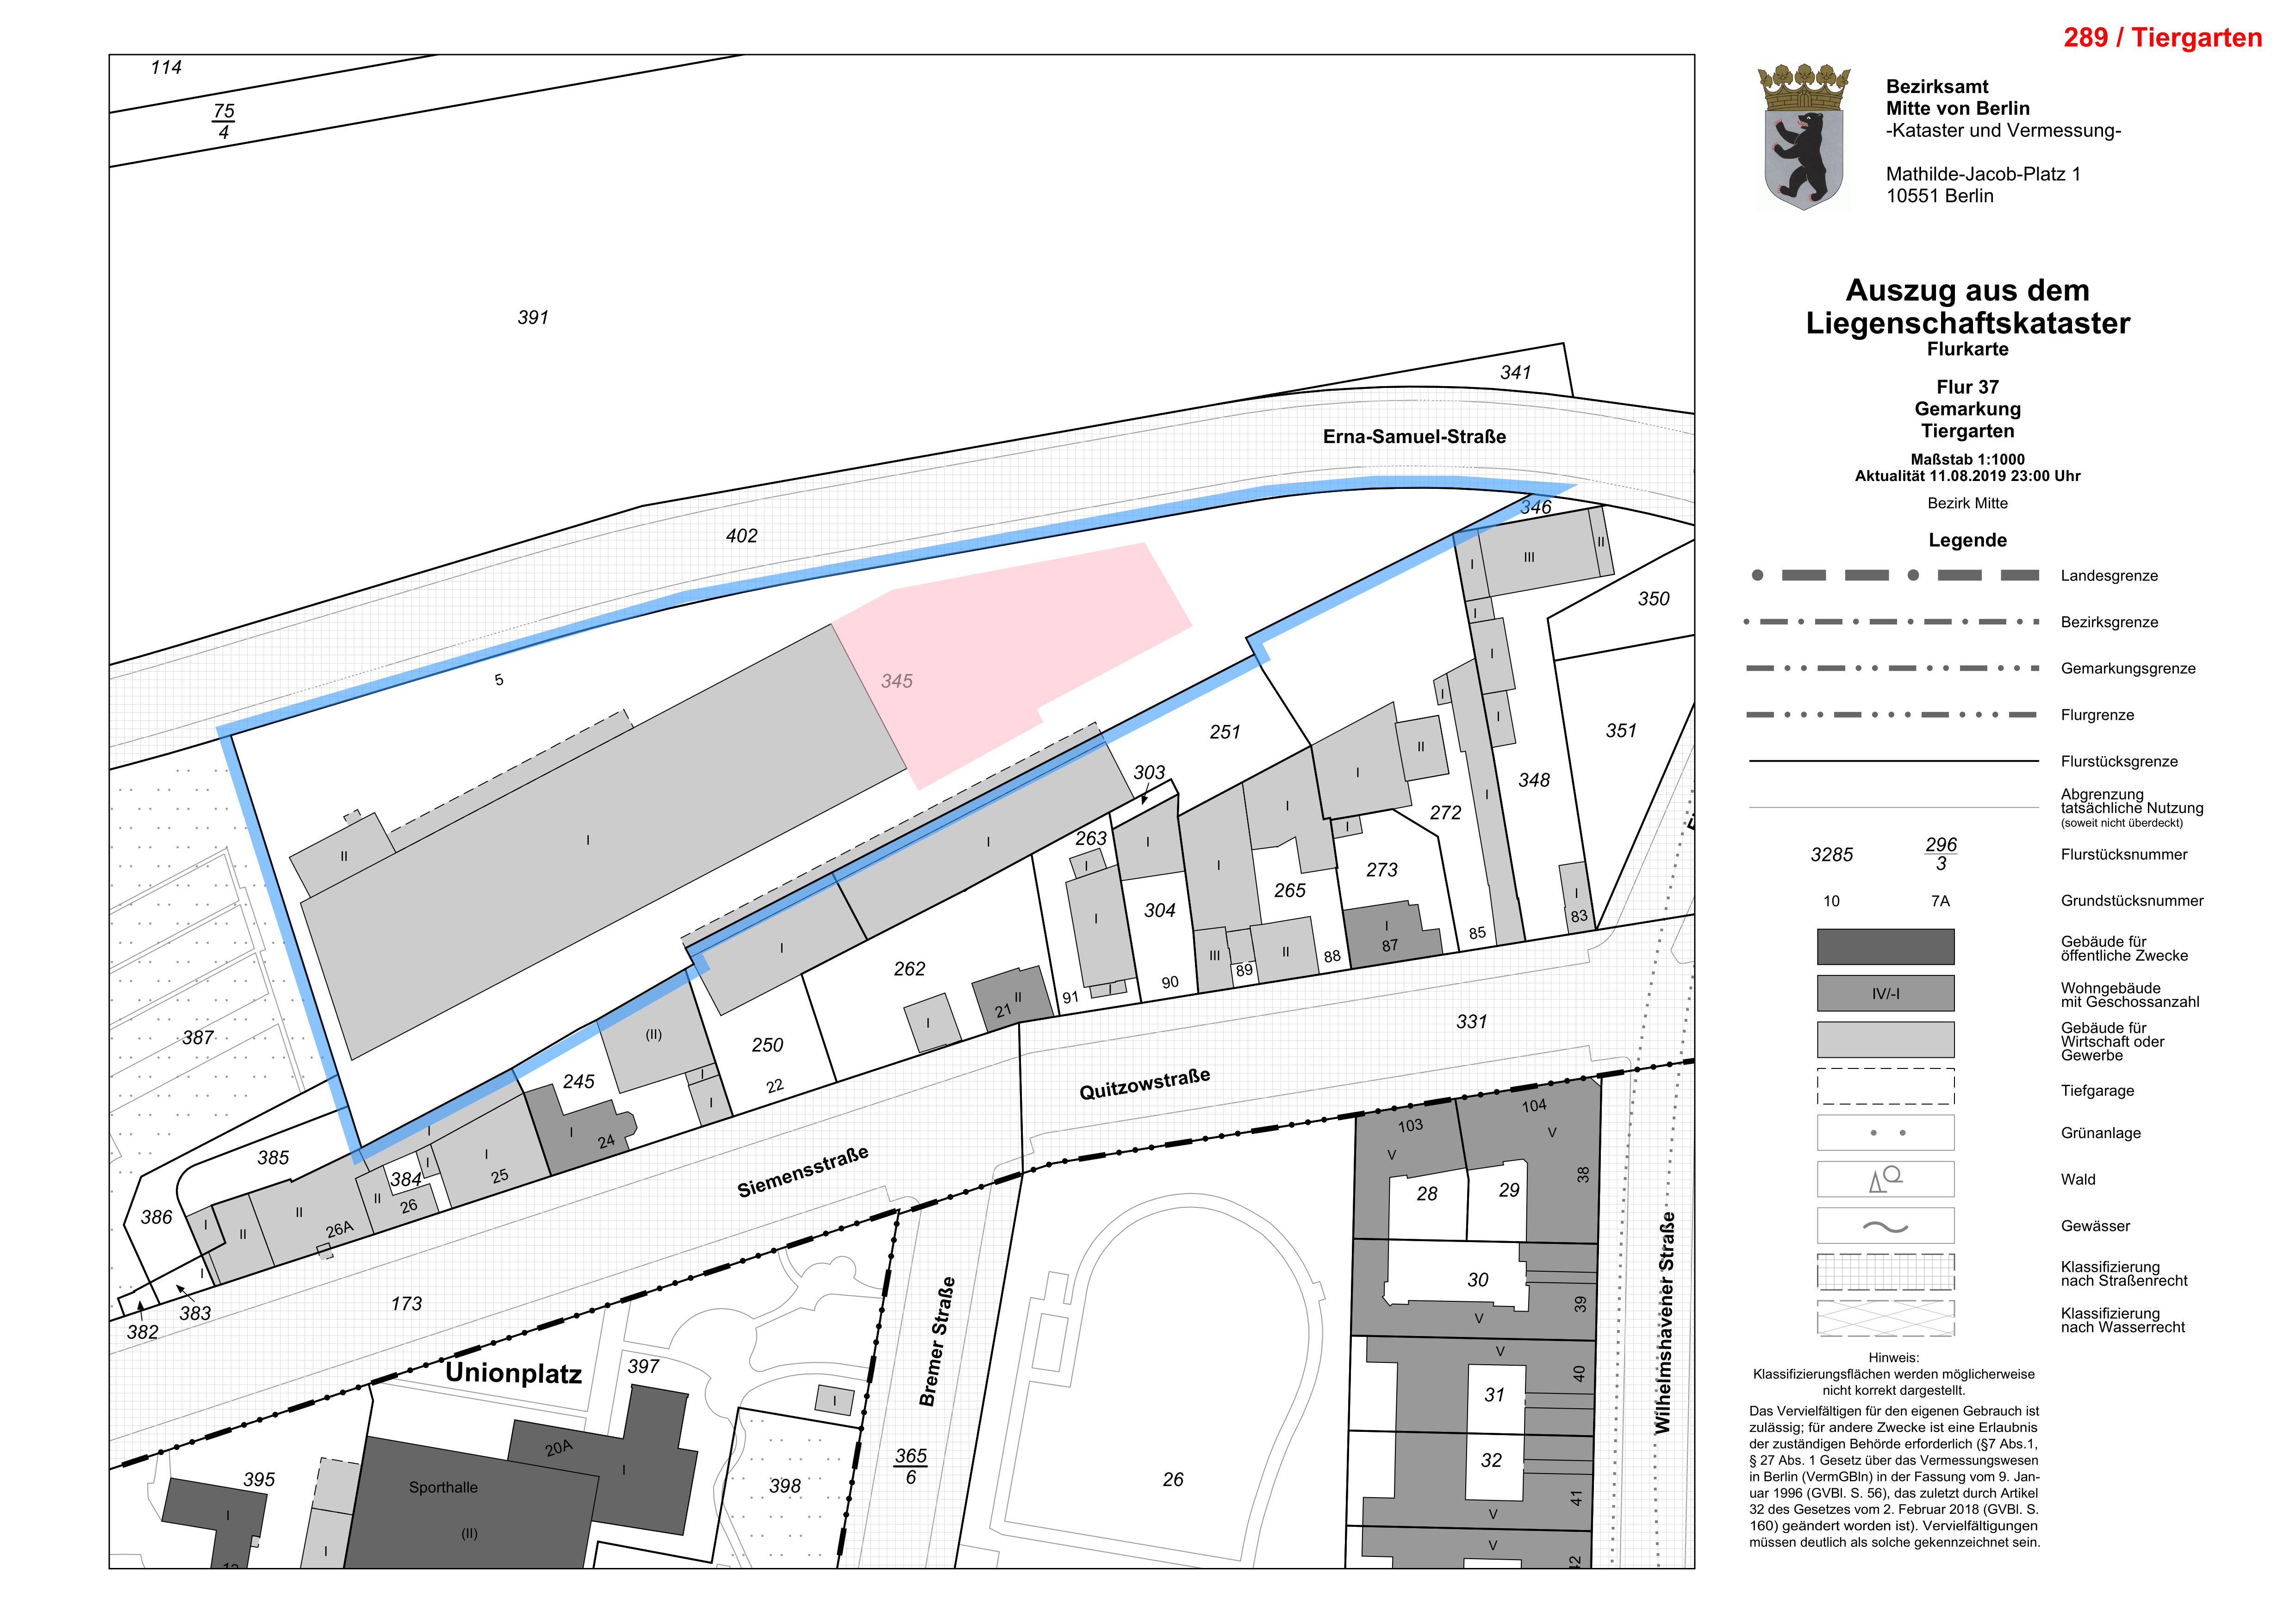 289 / Tiergarten
Bezirksamt
Mitte von Berlin
-Kataster und Vermessung-
Mathilde-Jacob-Platz 1
10551 Berlin
Auszug aus dem
Liegenschaftskataster
Flurkarte
Flur 37
Gemarkung
Tiergarten
Maßstab 1:1000
Aktualität 11.08.2019 23:00 Uhr
Bezirk Mitte
Legende
Landesgrenze
Bezirksgrenze
Gemarkungsgrenze
Flurgrenze
Flurstücksgrenze
Abgrenzung
tatsächliche Nutzung
(soweit nicht überdeckt)
3285 296/3 Flurstücksnummer
10 7A Grundstücksnummer
Gebäude für
öffentliche Zwecke
IV/-I Wohngebäude
mit Geschossanzahl
Gebäude für
Wirtschaft oder
Gewerbe
Tiefgarage
Grünanlage
Wald
Gewässer
Klassifizierung
nach Straßenrecht
Klassifizierung
nach Wasserrecht
Hinweis:
Klassifizierungsflächen werden möglicherweise
nicht korrekt dargestellt.
Das Vervielfältigen für den eigenen Gebrauch ist
zulässig; für andere Zwecke ist eine Erlaubnis
der zuständigen Behörde erforderlich (§7 Abs.1,
§ 27 Abs. 1 Gesetz über das Vermessungswesen
in Berlin (VermGBln) in der Fassung vom 9. Jan-
uar 1996 (GVBl. S. 56), das zuletzt durch Artikel
32 des Gesetzes vom 2. Februar 2018 (GVBl. S.
160) geändert worden ist). Vervielfältigungen
müssen deutlich als solche gekennzeichnet sein.
114
75/4
391
341
Erna-Samuel-Straße
346
402
III
II
I
350
I
345
5
I
351
251
II
I
303
348
I
I
272
I
I
I
I
263
I
I
II
I
273
I
265
304
I
I
83
I
87
85
262
III
89
II
88
90
91
I
II
21
I
331
387
(II)
250
22
245
I
I
Quitzowstraße
I
24
104
103
V
V
38
I
385
I
I
25
384
II
26
Siemensstraße
28
29
386
I
II
II
26A
I
30
39
V
173
383
382
Unionplatz
397
Bremer Straße
Wilhelmshavener Straße
V
40
31
I
20A
I
365/6
32
395
Sporthalle
398
26
41
I
(II)
V
I
V